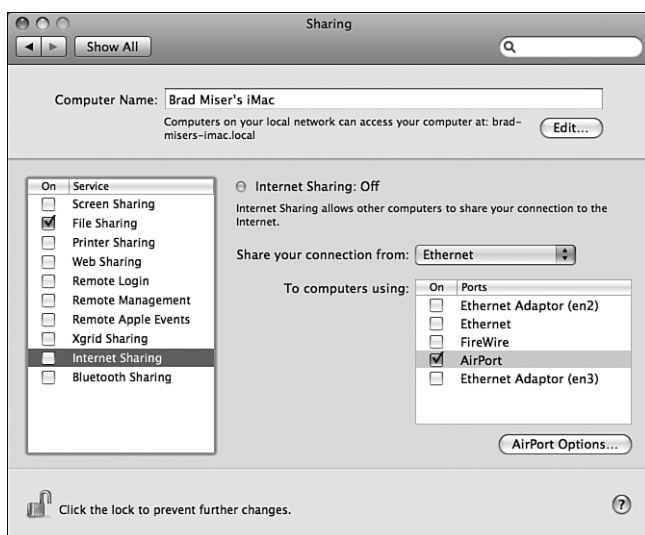 Sharing
Show All
Computer Name: Brad Miser's iMac
Computers on your local network can access your computer at: brad-
misers-imac.local
Edit...
On Service
Screen Sharing
File Sharing
Printer Sharing
Web Sharing
Remote Login
Remote Management
Remote Apple Events
Xgrid Sharing
Internet Sharing
Bluetooth Sharing
Internet Sharing: Off
Internet Sharing allows other computers to share your connection to the
Internet.
Share your connection from: Ethernet
To computers using:
On Ports
Ethernet Adaptor (en2)
Ethernet
FireWire
AirPort
Ethernet Adaptor (en3)
AirPort Options...
Click the lock to prevent further changes.
?